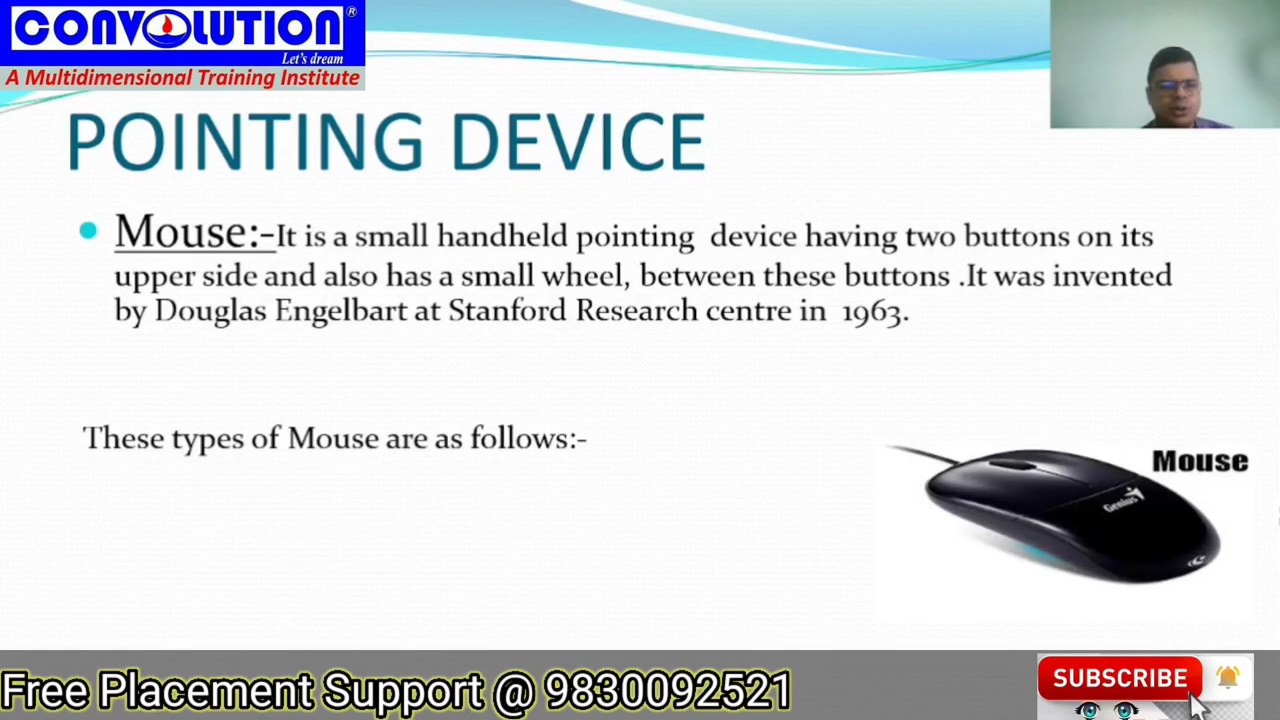 CONVOLUTION®
Let's dream
A Multidimensional Training Institute
POINTING DEVICE
Mouse:-It is a small handheld pointing device having two buttons on its
upper side and also has a small wheel, between these buttons .It was invented
by Douglas Engelbart at Stanford Research centre in 1963.
These types of Mouse are as follows:-
Mouse
Genius
Free Placement Support @ 9830092521
SUBSCRIBE